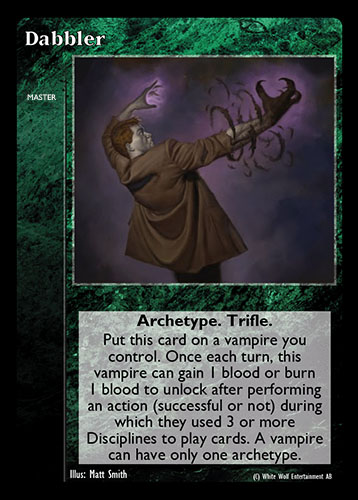 Dabbler
MASTER
Archetype. Trifle.
Put this card on a vampire you
control. Once each turn, this
vampire can gain 1 blood or burn
1 blood to unlock after performing
an action (successful or not) during
which they used 3 or more
Disciplines to play cards. A vampire
can have only one archetype.
Illus: Matt Smith
(C) White Wolf Entertainment AB